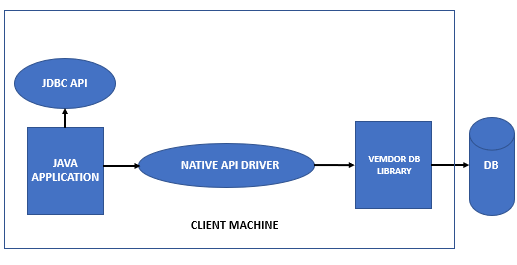 JDBC API
JAVA
APPLICATION
NATIVE API DRIVER
VEMDOR DB
LIBRARY
DB
CLIENT MACHINE